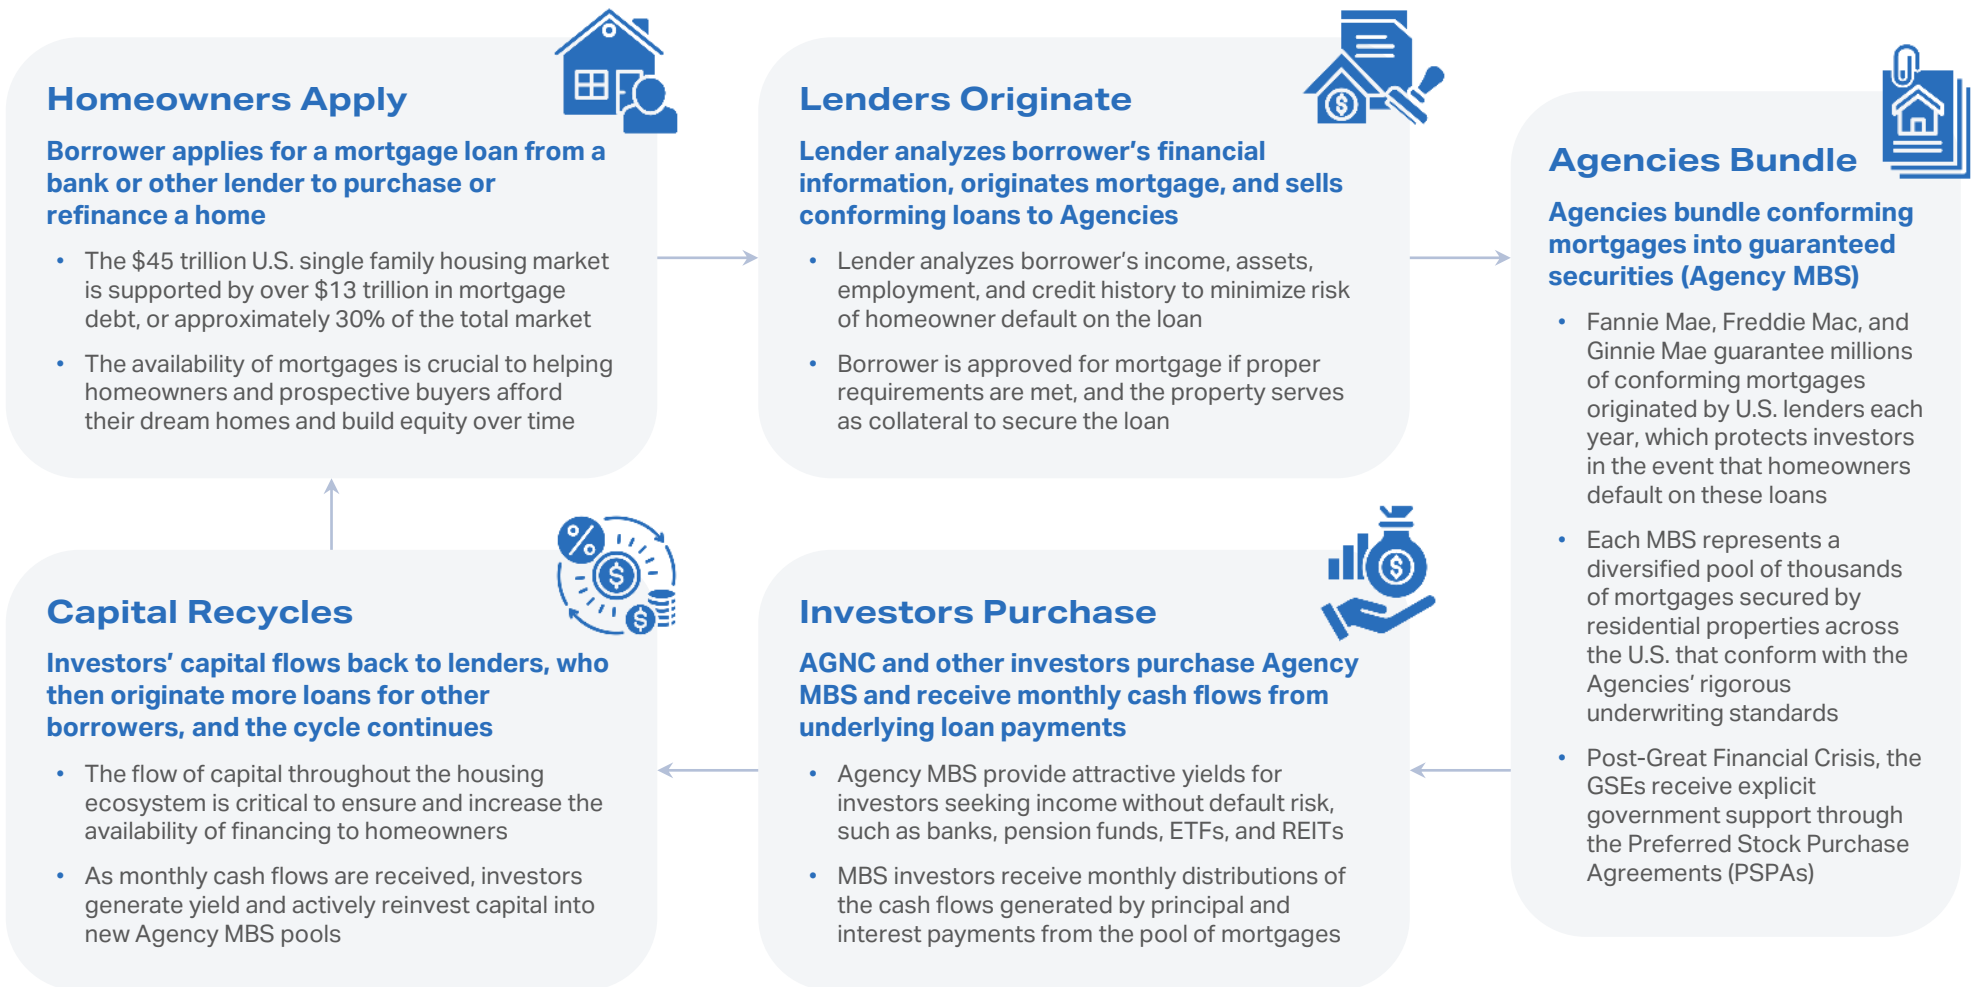 Homeowners Apply
Borrower applies for a mortgage loan from a
bank or other lender to purchase or
refinance a home
• The $45 trillion U.S. single family housing market
is supported by over $13 trillion in mortgage
debt, or approximately 30% of the total market
• The availability of mortgages is crucial to helping
homeowners and prospective buyers afford
their dream homes and build equity over time
Lenders Originate
Lender analyzes borrower’s financial
information, originates mortgage, and sells
conforming loans to Agencies
• Lender analyzes borrower’s income, assets,
employment, and credit history to minimize risk
of homeowner default on the loan
• Borrower is approved for mortgage if proper
requirements are met, and the property serves
as collateral to secure the loan
Agencies Bundle
Agencies bundle conforming
mortgages into guaranteed
securities (Agency MBS)
• Fannie Mae, Freddie Mac, and
Ginnie Mae guarantee millions
of conforming mortgages
originated by U.S. lenders each
year, which protects investors
in the event that homeowners
default on these loans
• Each MBS represents a
diversified pool of thousands
of mortgages secured by
residential properties across
the U.S. that conform with the
Agencies’ rigorous
underwriting standards
• Post-Great Financial Crisis, the
GSEs receive explicit
government support through
the Preferred Stock Purchase
Agreements (PSPAs)
Investors Purchase
AGNC and other investors purchase Agency
MBS and receive monthly cash flows from
underlying loan payments
• Agency MBS provide attractive yields for
investors seeking income without default risk,
such as banks, pension funds, ETFs, and REITs
• MBS investors receive monthly distributions of
the cash flows generated by principal and
interest payments from the pool of mortgages
Capital Recycles
Investors’ capital flows back to lenders, who
then originate more loans for other
borrowers, and the cycle continues
• The flow of capital throughout the housing
ecosystem is critical to ensure and increase the
availability of financing to homeowners
• As monthly cash flows are received, investors
generate yield and actively reinvest capital into
new Agency MBS pools